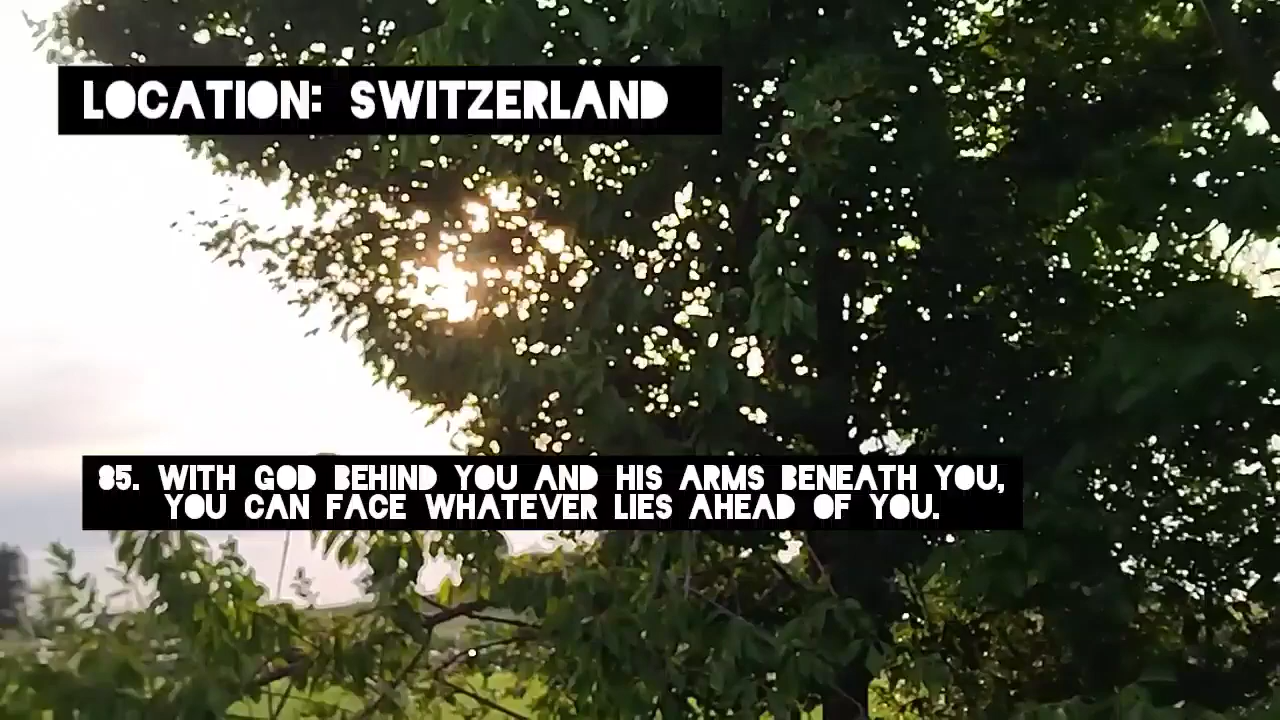 LOCATION: SWITZERLAND
85. WITH GOD BEHIND YOU AND HIS ARMS BENEATH YOU,
YOU CAN FACE WHATEVER LIES AHEAD OF YOU.